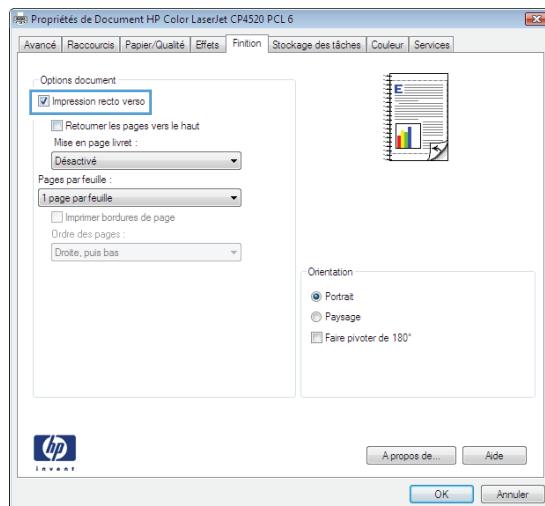 Propriétés de Document HP Color LaserJet CP4520 PCL 6
Avancé Raccourcis Papier/Qualité Effets Finition Stockage des tâches Couleur Services
Options document
Impression recto verso
Retourner les pages vers le haut
Mise en page livret :
Désactivé
Pages par feuille :
1 page par feuille
Imprimer bordures de page
Ordre des pages :
Droite, puis bas
E
Orientation
Portrait
Paysage
Faire pivoter de 180°
hp
invent
A propos de... Aide
OK Annuler